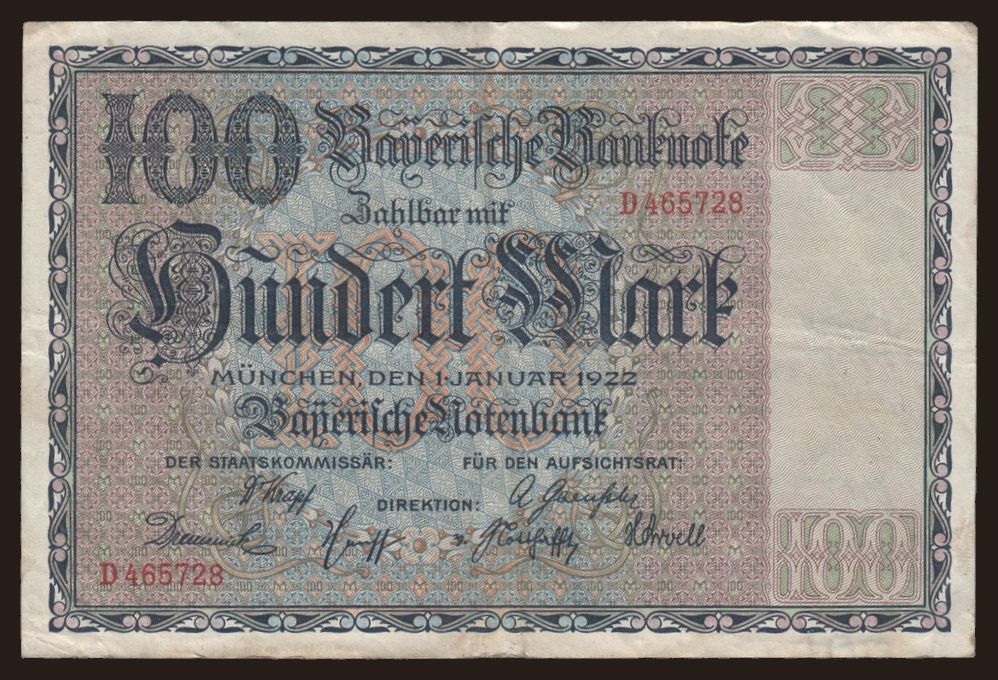 100 Bayerische Banknote
D 465728
Zahlbar mit
Hundert Mark
MÜNCHEN, DEN 1. JANUAR 1922
Bayerische Notenbank
DER STAATSKOMMISSÄR: FÜR DEN AUFSICHTSRAT:
DIREKTION:
D 465728
100